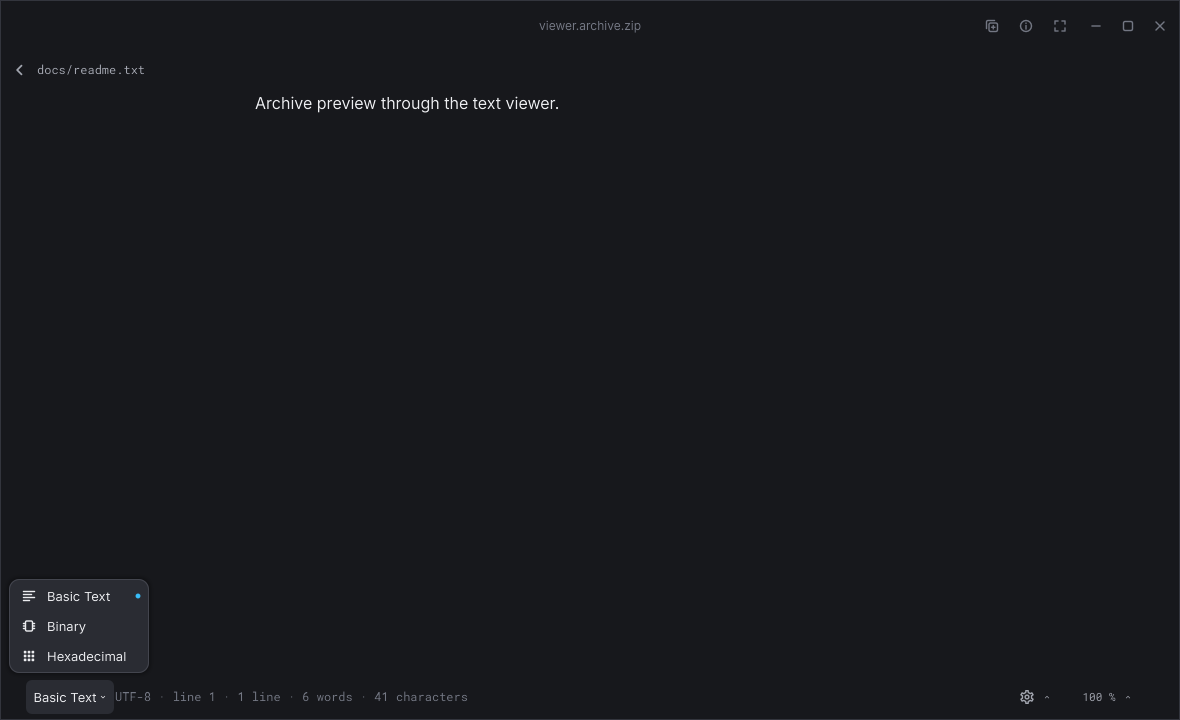 viewer.archive.zip
docs/readme.txt
Archive preview through the text viewer.
Basic Text
Binary
Hexadecimal
Basic Text UTF-8 · line 1 · 1 line · 6 words · 41 characters 100 %